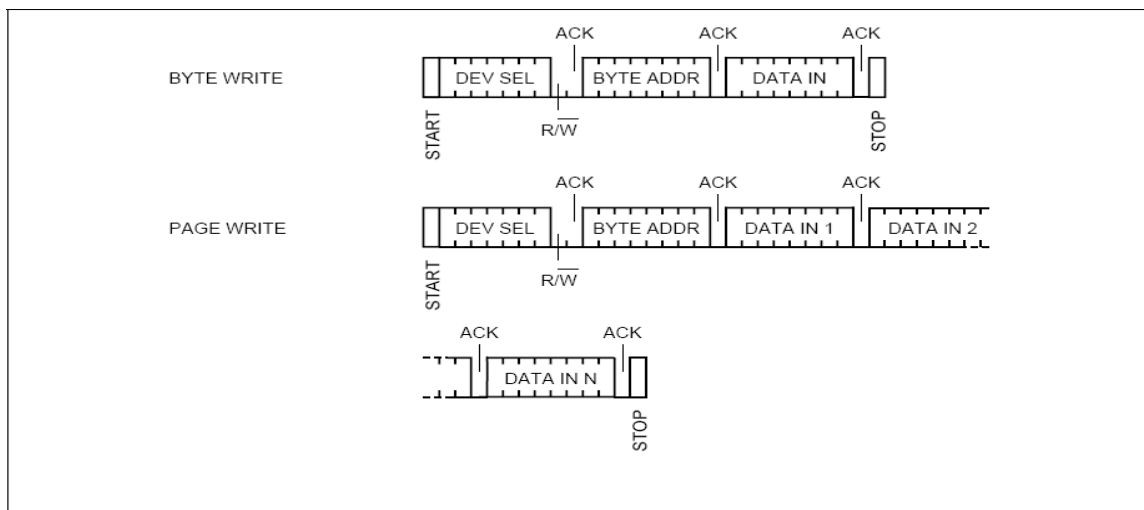 ACK ACK ACK
BYTE WRITE DEV SEL BYTE ADDR DATA IN
START R/W̅ STOP
ACK ACK ACK
PAGE WRITE DEV SEL BYTE ADDR DATA IN 1 DATA IN 2
START R/W̅
ACK ACK
DATA IN N
STOP